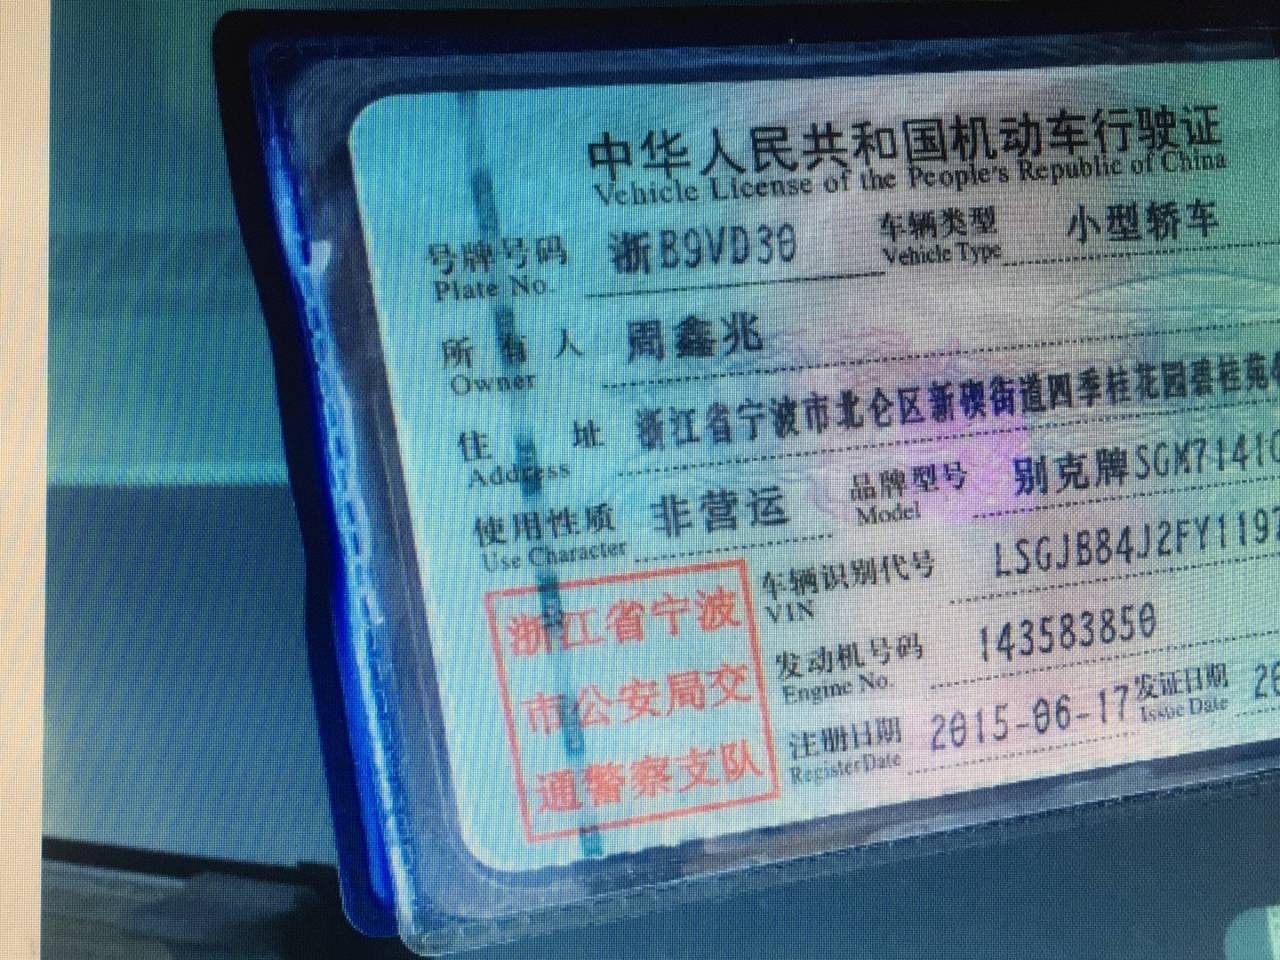 中华人民共和国机动车行驶证
Vehicle License of the People's Republic of China
号牌号码 浙B9VD30 车辆类型 小型轿车
Plate No. Vehicle Type
所有人 周鑫兆
Owner
住址 浙江省宁波市北仑区新碶街道四季桂花园碧桂苑
Address
使用性质 非营运 品牌型号 别克牌SGM7141
Use Character Model
车辆识别代号 LSGJB84J2FY119
VIN
发动机号码 143583850
Engine No.
注册日期 2015-06-17 发证日期 20
Register Date Issue Date
浙江省宁波
市公安局交
通警察支队